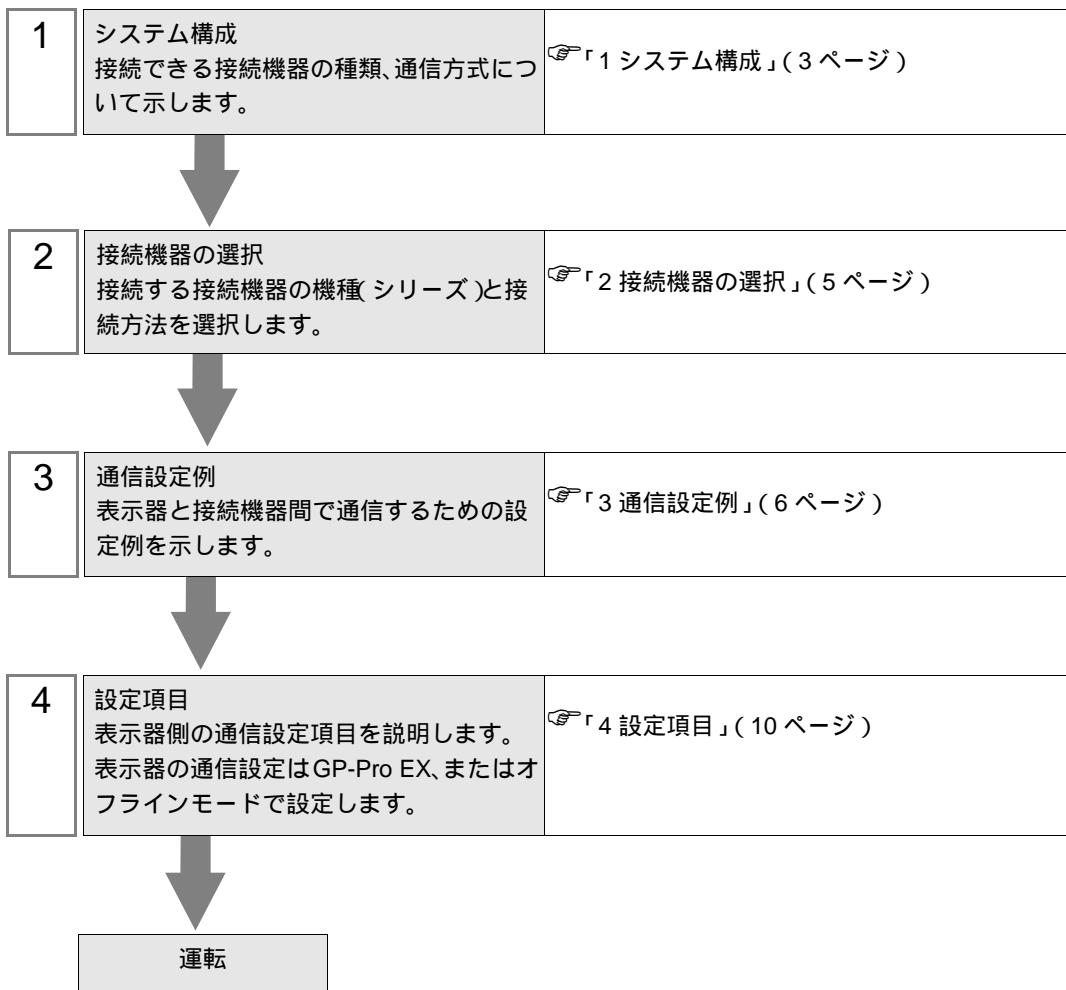 1
システム構成
接続できる接続機器の種類、通信方式につ
いて示します。
☞「1 システム構成」( 3 ページ )
2
接続機器の選択
接続する接続機器の機種( シリーズ )と接
続方法を選択します。
☞「2 接続機器の選択」( 5 ページ )
3
通信設定例
表示器と接続機器間で通信するための設
定例を示します。
☞「3 通信設定例」( 6 ページ )
4
設定項目
表示器側の通信設定項目を説明します。
表示器の通信設定はGP-Pro EX、またはオ
フラインモードで設定します。
☞「4 設定項目」( 10 ページ )
運転